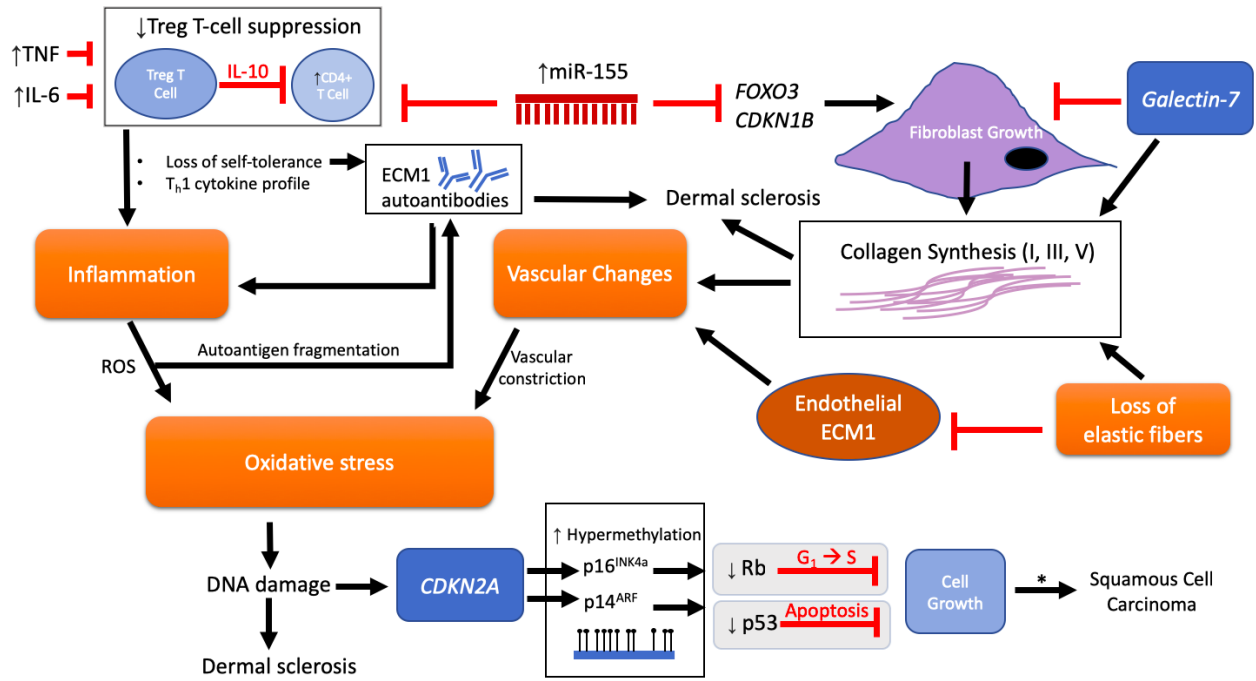 ↓Treg T-cell suppression
↑TNF
↑IL-6
Treg T
Cell
IL-10
↑CD4+
T Cell
↑miR-155
FOXO3
CDKN1B
Fibroblast Growth
Galectin-7
• Loss of self-tolerance
• Th1 cytokine profile
ECM1
autoantibodies
Dermal sclerosis
Inflammation
Vascular Changes
Collagen Synthesis (I, III, V)
ROS
Autoantigen fragmentation
Vascular
constriction
Endothelial
ECM1
Loss of
elastic fibers
Oxidative stress
DNA damage
Dermal sclerosis
CDKN2A
↑ Hypermethylation
p16INK4a
p14ARF
↓ Rb
G1 → S
↓ p53
Apoptosis
Cell
Growth
*
Squamous Cell
Carcinoma